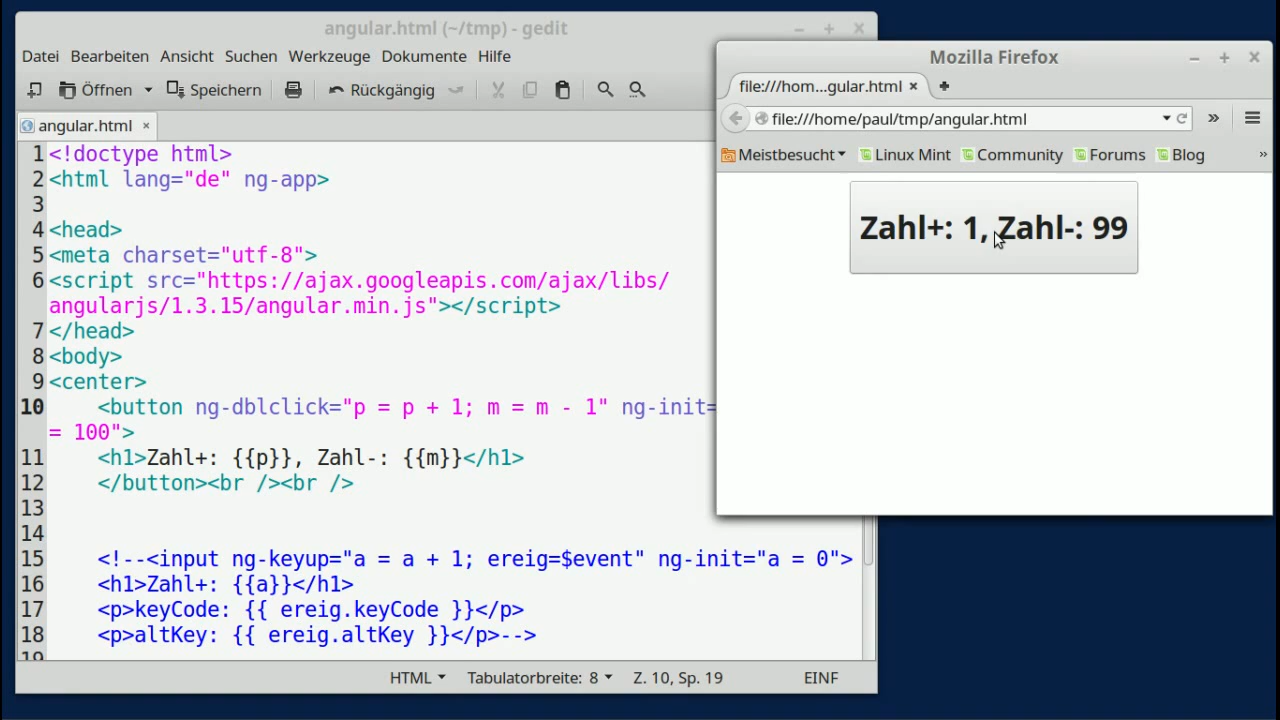 angular.html (~/tmp) - gedit
Datei Bearbeiten Ansicht Suchen Werkzeuge Dokumente Hilfe
Öffnen Speichern Rückgängig
angular.html ×
1 <!doctype html>
2 <html lang="de" ng-app>
3
4 <head>
5 <meta charset="utf-8">
6 <script src="https://ajax.googleapis.com/ajax/libs/
angularjs/1.3.15/angular.min.js"></script>
7 </head>
8 <body>
9 <center>
10 <button ng-dblclick="p = p + 1; m = m - 1" ng-init=
= 100">
11 <h1>Zahl+: {{p}}, Zahl-: {{m}}</h1>
12 </button><br /><br />
13
14
15 <!--<input ng-keyup="a = a + 1; ereig=$event" ng-init="a = 0">
16 <h1>Zahl+: {{a}}</h1>
17 <p>keyCode: {{ ereig.keyCode }}</p>
18 <p>altKey: {{ ereig.altKey }}</p>-->
19
HTML Tabulatorbreite: 8 Z. 10, Sp. 19 EINF
Mozilla Firefox
file:///hom...gular.html ×
file:///home/paul/tmp/angular.html »
Meistbesucht Linux Mint Community Forums Blog »
Zahl+: 1, Zahl-: 99